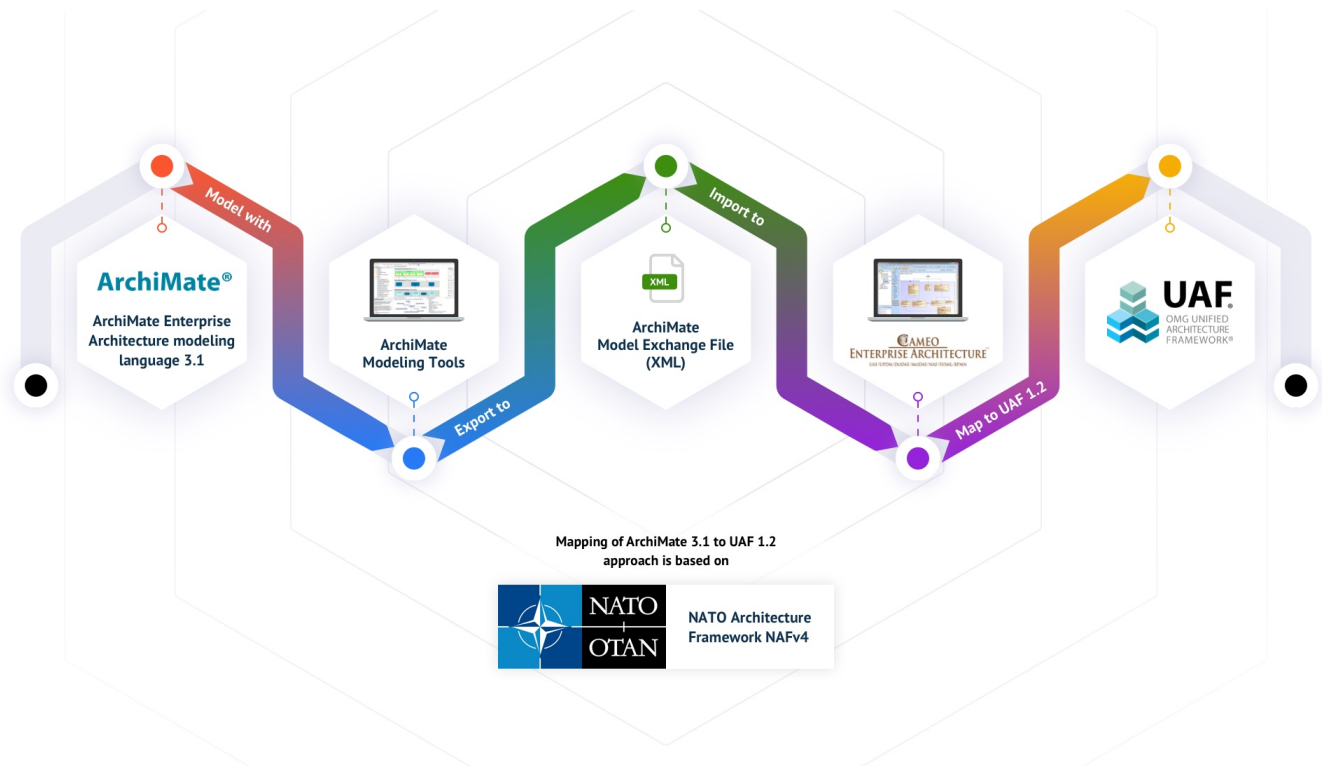 Model with
ArchiMate®
ArchiMate Enterprise
Architecture modeling
language 3.1
ArchiMate
Modeling Tools
Export to
XML
ArchiMate
Model Exchange File
(XML)
Import to
CAMEO
ENTERPRISE ARCHITECTURE™
Map to UAF 1.2
UAF®
OMG UNIFIED
ARCHITECTURE
FRAMEWORK®
Mapping of ArchiMate 3.1 to UAF 1.2
approach is based on
NATO
OTAN
NATO Architecture
Framework NAFv4